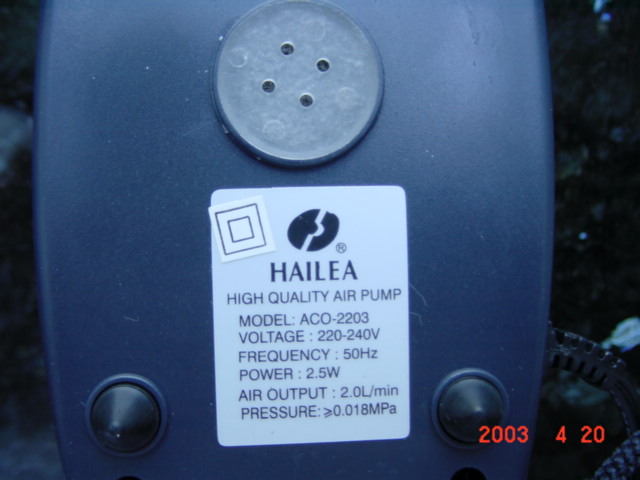 ®
HAILEA
HIGH QUALITY AIR PUMP
MODEL: ACO-2203
VOLTAGE : 220-240V
FREQUENCY : 50Hz
POWER : 2.5W
AIR OUTPUT : 2.0L/min
PRESSURE: ⩾0.018MPa
2003 4 20